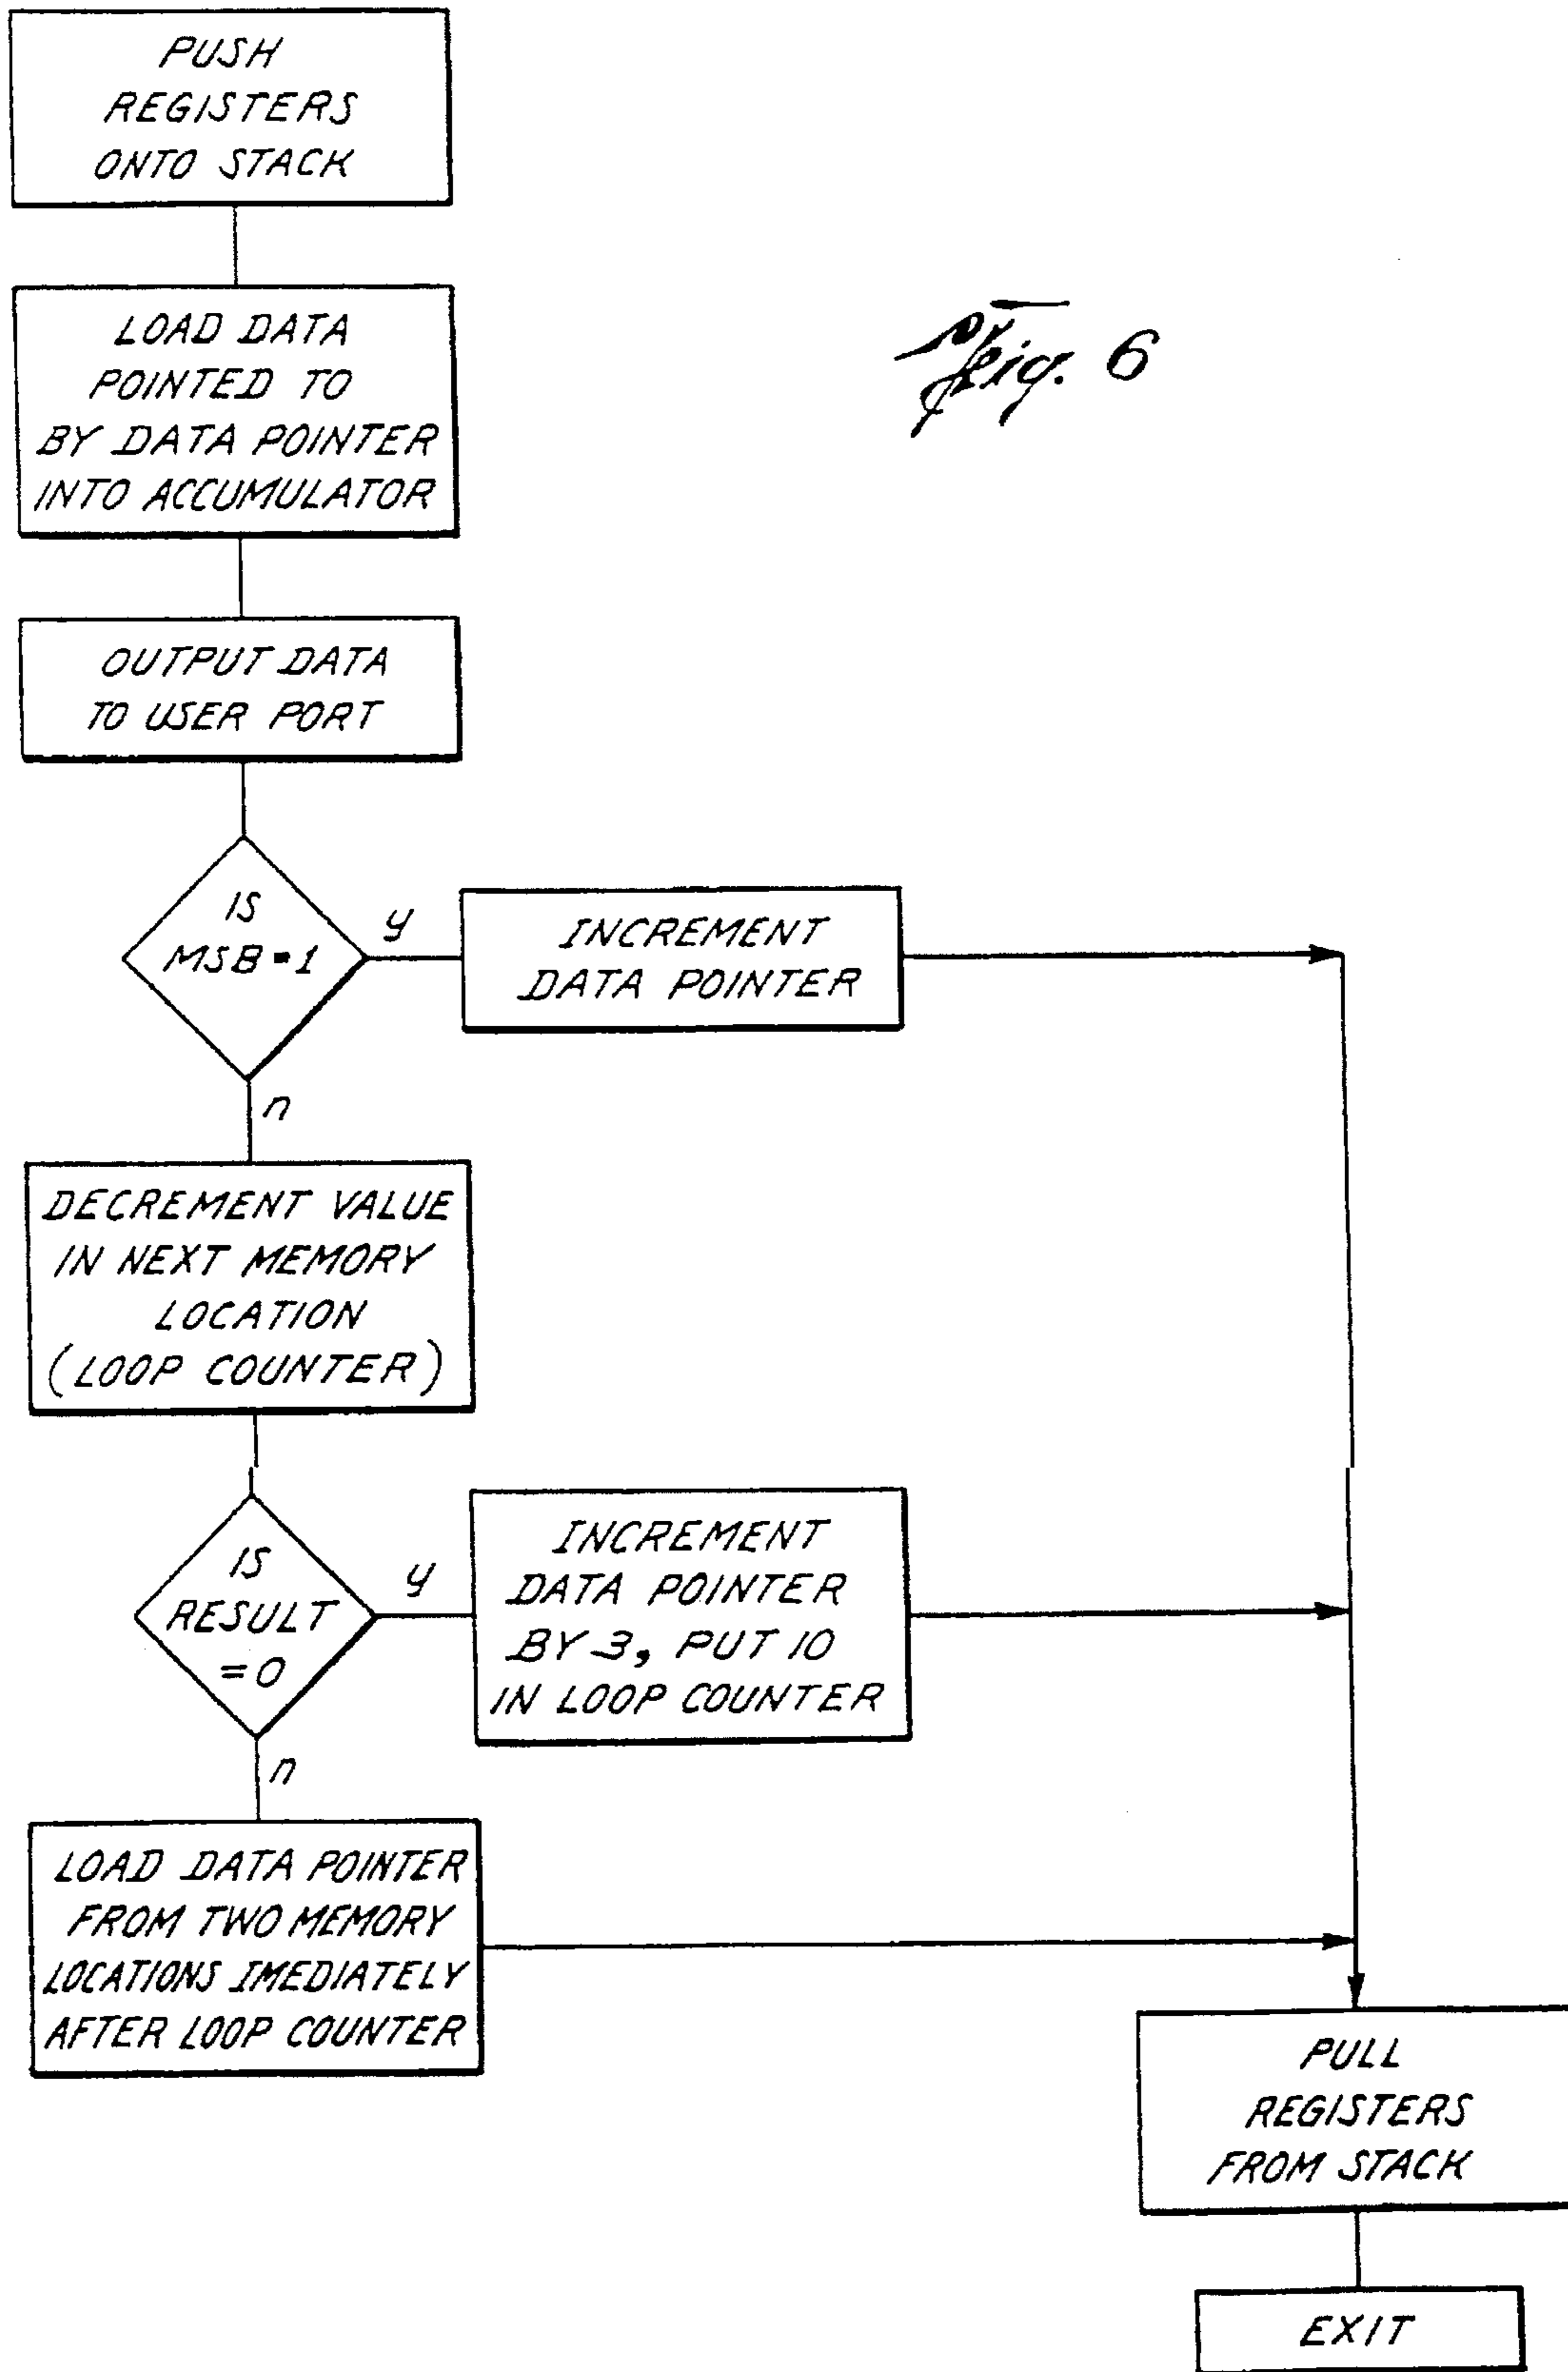 PUSH
REGISTERS
ONTO STACK
LOAD DATA
POINTED TO
BY DATA POINTER
INTO ACCUMULATOR
Fig. 6
OUTPUT DATA
TO USER PORT
IS
MSB=1
y
INCREMENT
DATA POINTER
n
DECREMENT VALUE
IN NEXT MEMORY
LOCATION
(LOOP COUNTER)
IS
RESULT
=0
y
INCREMENT
DATA POINTER
BY 3, PUT 10
IN LOOP COUNTER
n
LOAD DATA POINTER
FROM TWO MEMORY
LOCATIONS IMEDIATELY
AFTER LOOP COUNTER
PULL
REGISTERS
FROM STACK
EXIT